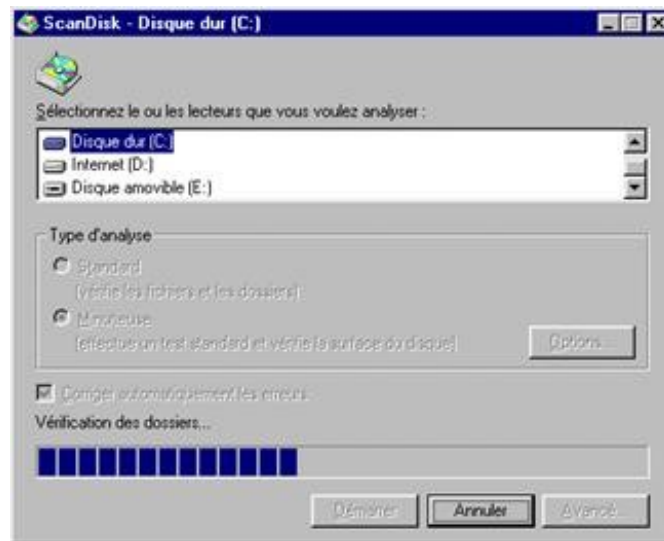 ScanDisk - Disque dur (C:)
Sélectionnez le ou les lecteurs que vous voulez analyser :
Disque dur (C:)
Internet (D:)
Disque amovible (E:)
Type d'analyse
Standard
(vérifie les fichiers et les dossiers)
Minutieuse
(effectue un test standard et vérifie la surface du disque)
Options...
Corriger automatiquement les erreurs
Vérification des dossiers...
Démarrer
Annuler
Avancé...